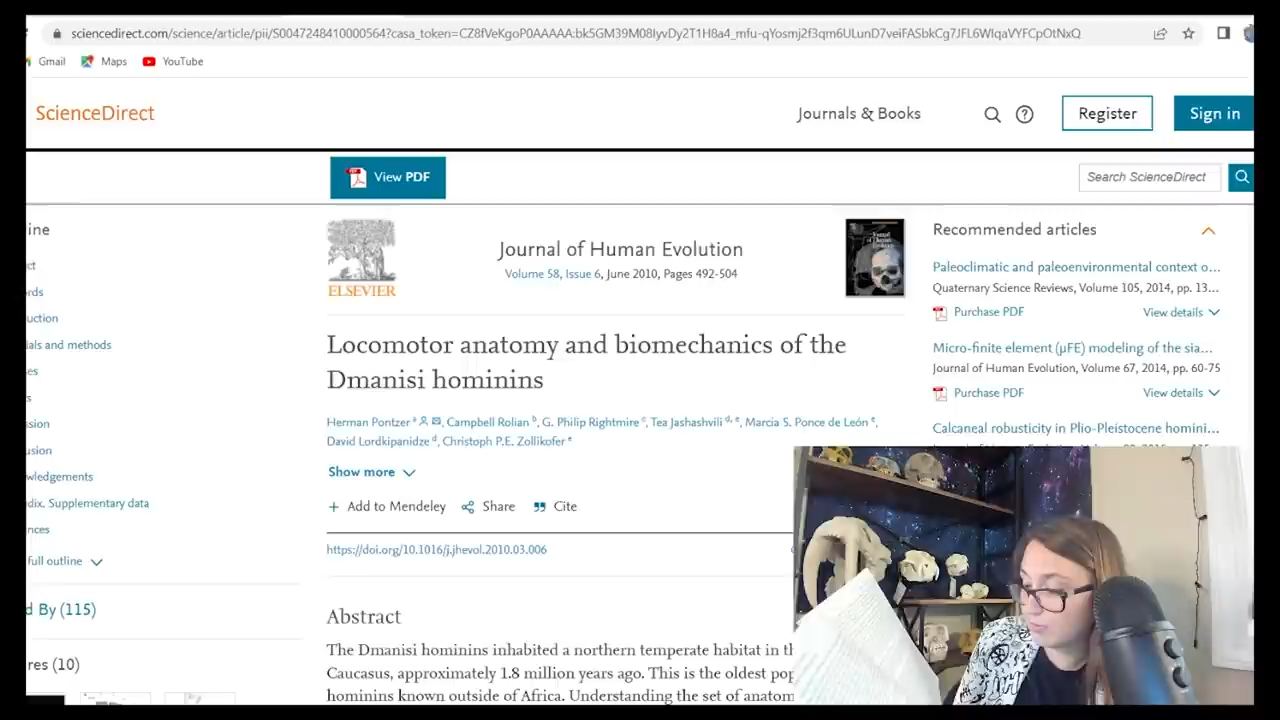 sciencedirect.com/science/article/pii/S0047248410000564?casa_token=CZ8fVeKgoP0AAAAA:bk5GM39M08IyvDy2T1H8a4_mfu-qYosmj2f3qm6ULunD7veiFASbkCg7JFL6WIqaVYFCpOtNxQ
Gmail Maps YouTube
ScienceDirect
Journals & Books
Register
Sign in
View PDF
Search ScienceDirect
ine
ct
rds
uction
ials and methods
es
s
ssion
usion
wledgements
dix. Supplementary data
nces
full outline
d By (115)
res (10)
ELSEVIER
Journal of Human Evolution
Volume 58, Issue 6, June 2010, Pages 492-504
Locomotor anatomy and biomechanics of the
Dmanisi hominins
Herman Pontzer a, Campbell Rolian b, G. Philip Rightmire c, Tea Jashashvili d, e, Marcia S. Ponce de León e,
David Lordkipanidze d, Christoph P.E. Zollikofer e
Show more
+ Add to Mendeley Share Cite
https://doi.org/10.1016/j.jhevol.2010.03.006
Abstract
The Dmanisi hominins inhabited a northern temperate habitat in th
Caucasus, approximately 1.8 million years ago. This is the oldest pop
hominins known outside of Africa. Understanding the set of anatom
Recommended articles
Paleoclimatic and paleoenvironmental context o...
Quaternary Science Reviews, Volume 105, 2014, pp. 13...
Purchase PDF View details
Micro-finite element (μFE) modeling of the sia...
Journal of Human Evolution, Volume 67, 2014, pp. 60-75
Purchase PDF View details
Calcaneal robusticity in Plio-Pleistocene homini...